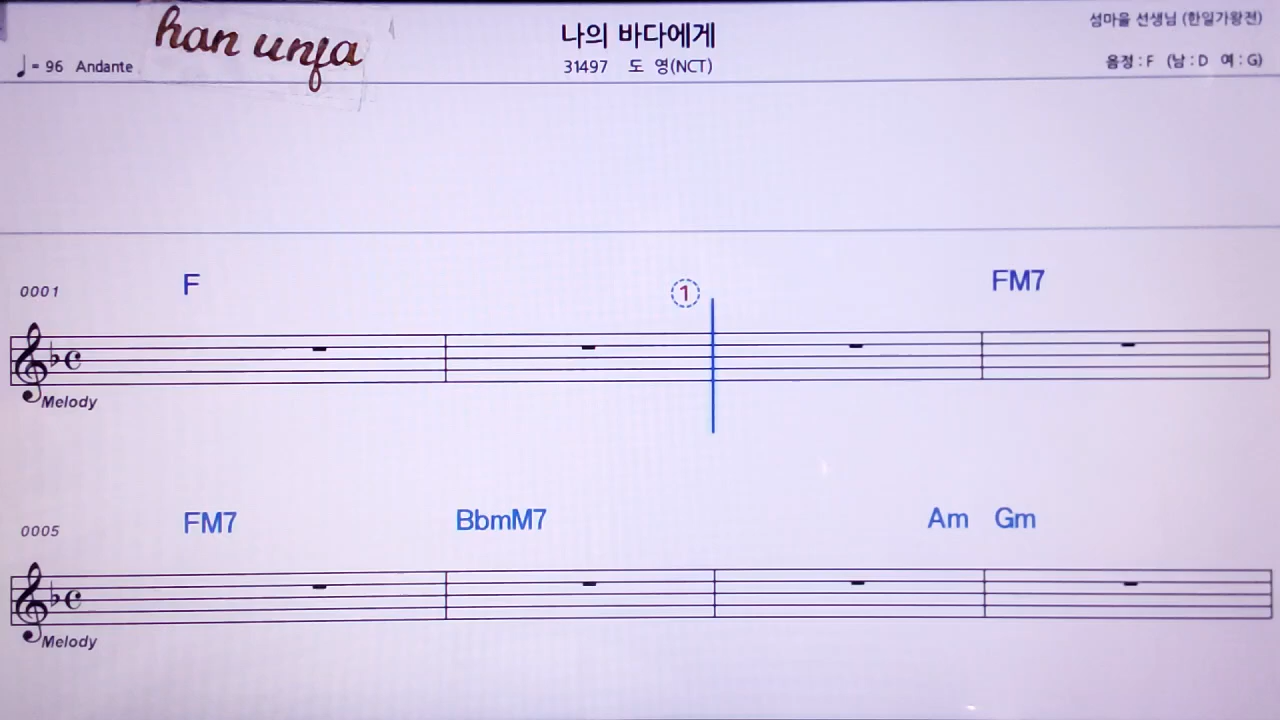 han unfa
나의 바다에게
섬마을 선생님 (한일가왕전)
♩ = 96 Andante
31497 도 영(NCT)
음정 : F (남 : D 여 : G)
0001 F ① FM7
Melody
0005 FM7 BbmM7 Am Gm
Melody